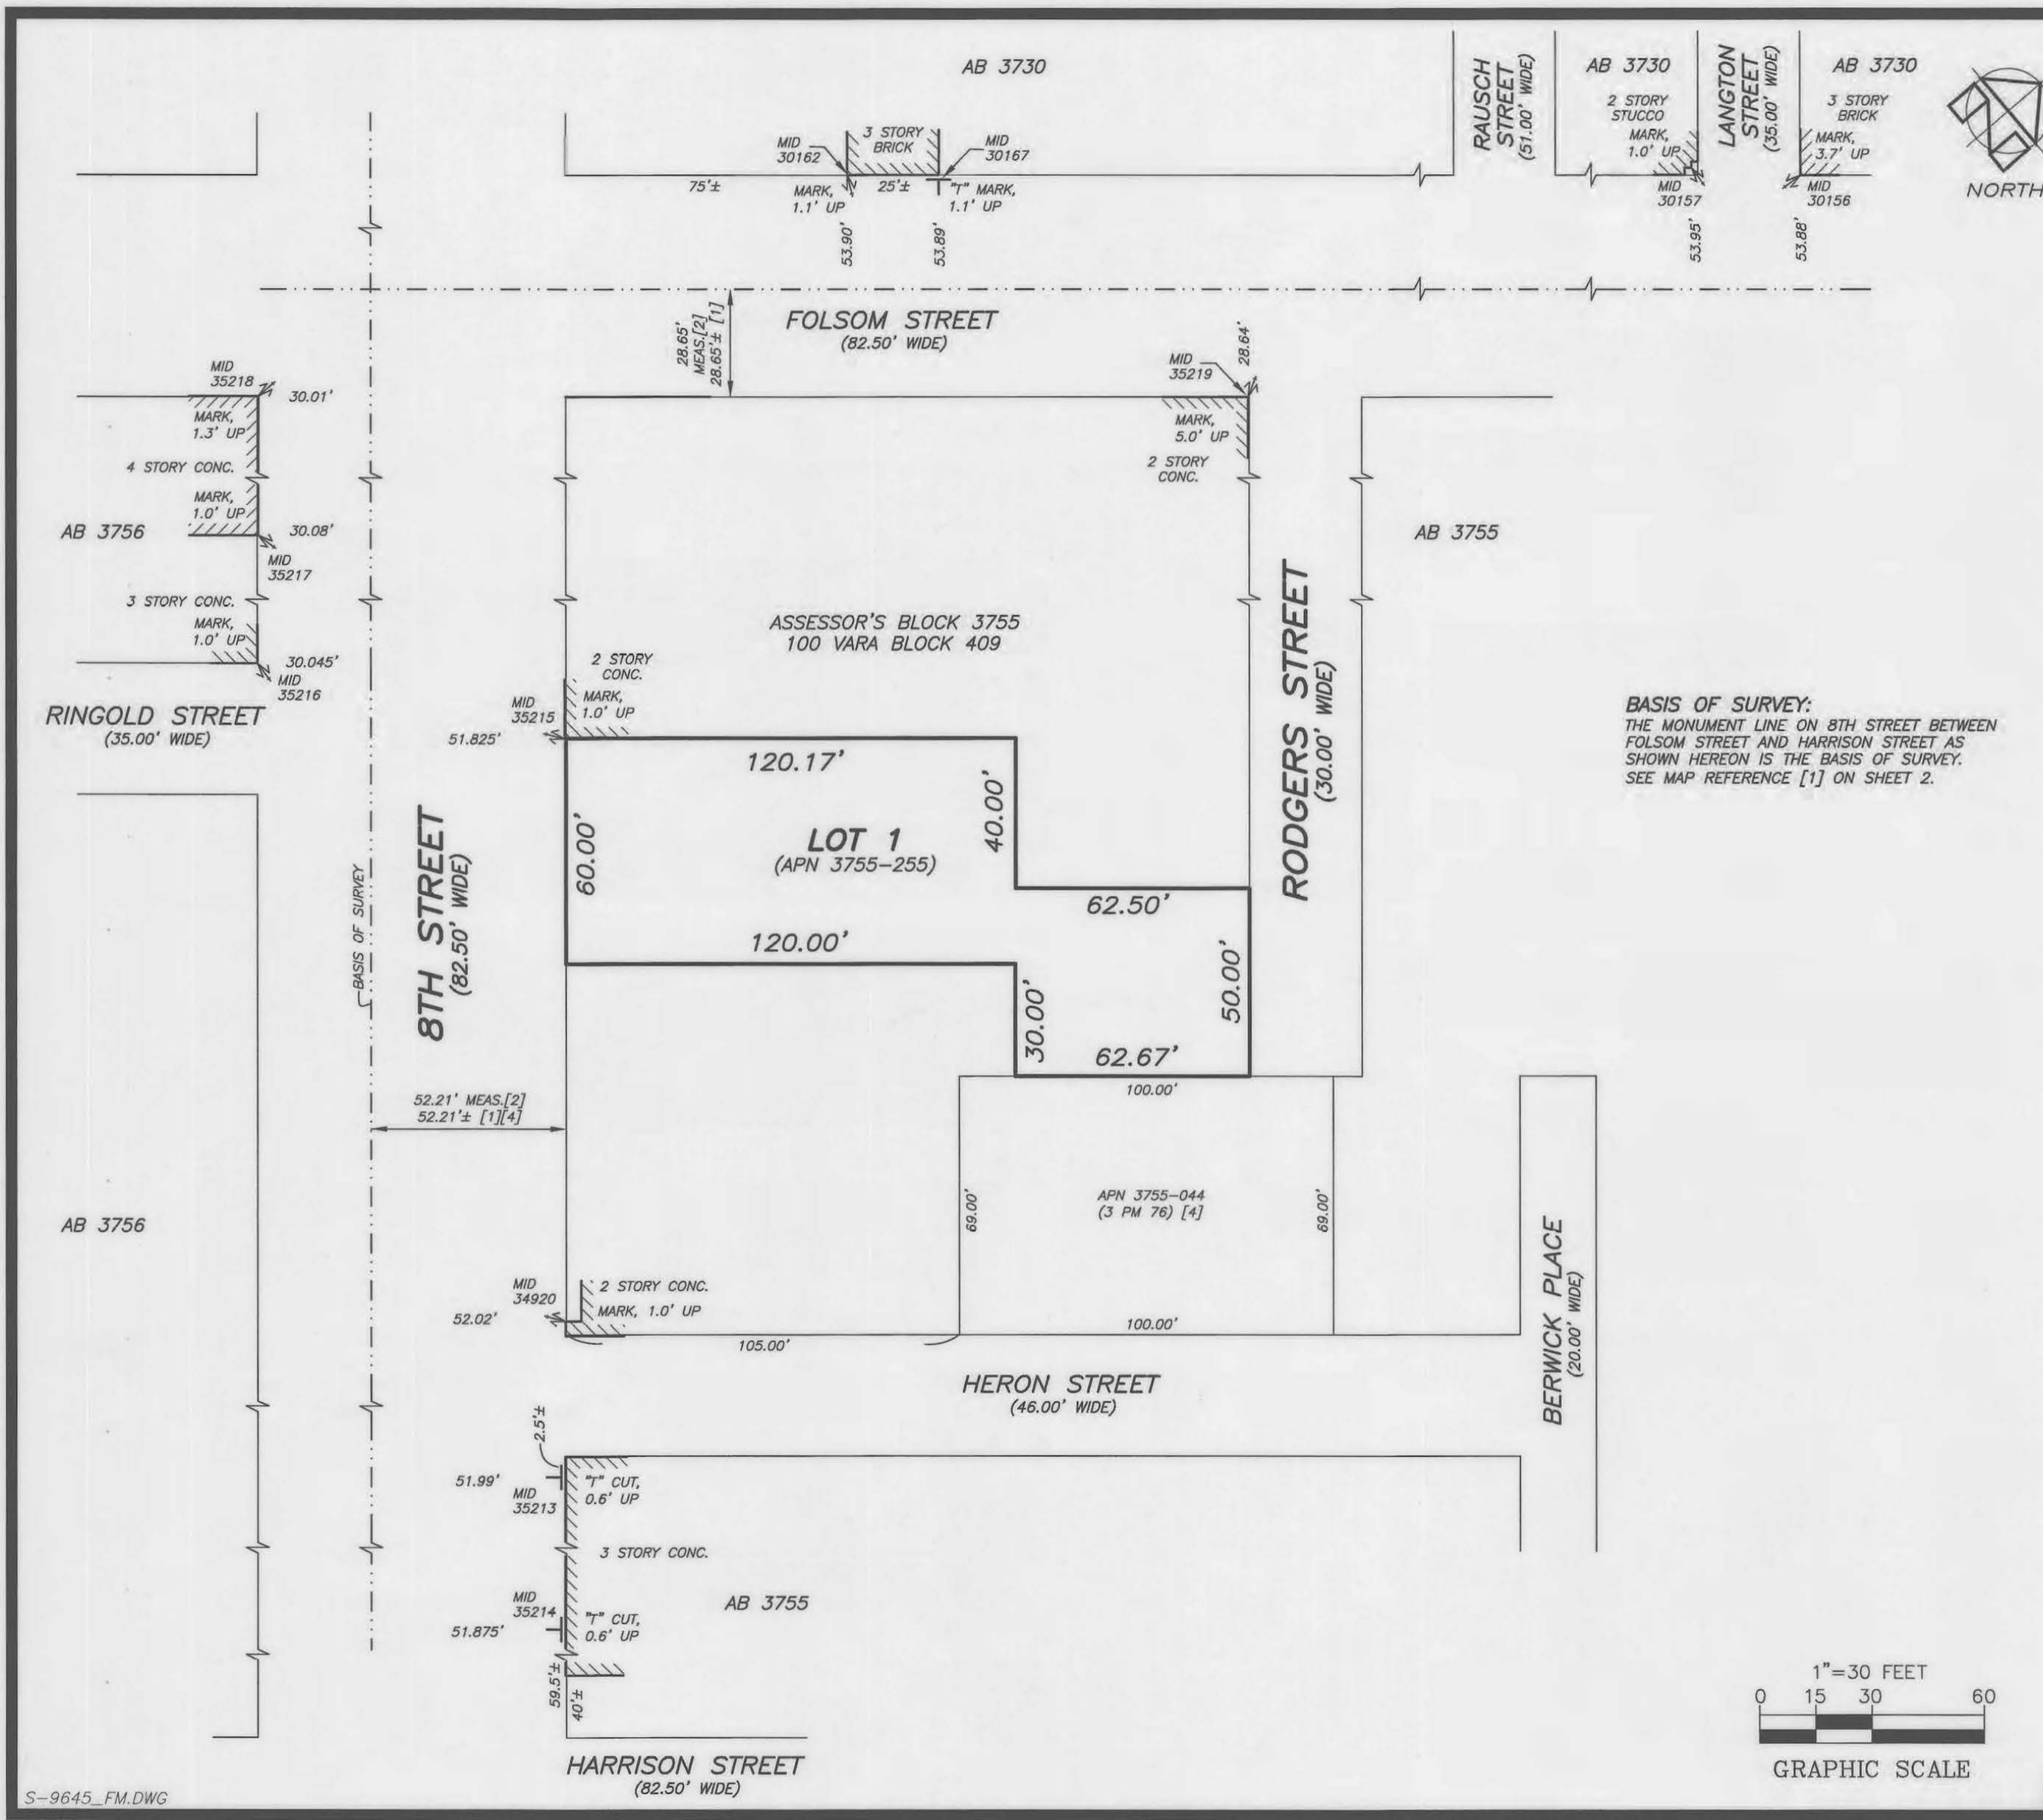 AB 3730
RAUSCH
STREET
(51.00' WIDE)
AB 3730
LANGTON
STREET
(35.00' WIDE)
AB 3730
2 STORY
STUCCO
MARK,
1.0' UP
3 STORY
BRICK
MARK,
3.7' UP
NORTH
MID
30162
3 STORY
BRICK
MID
30167
75'±
MARK,
1.1' UP
25'±
"T" MARK,
1.1' UP
MID
30157
MID
30156
53.90'
53.89'
53.95'
53.88'
28.65'
MEAS.[2]
28.65'± [1]
FOLSOM STREET
(82.50' WIDE)
28.64'
MID
35219
MARK,
5.0' UP
2 STORY
CONC.
MID
35218
30.01'
MARK,
1.3' UP
4 STORY CONC.
MARK,
1.0' UP
AB 3756
30.08'
MID
35217
3 STORY CONC.
MARK,
1.0' UP
30.045'
MID
35216
RINGOLD STREET
(35.00' WIDE)
AB 3755
ASSESSOR'S BLOCK 3755
100 VARA BLOCK 409
RODGERS STREET
(30.00' WIDE)
2 STORY
CONC.
MARK,
1.0' UP
MID
35215
51.825'
BASIS OF SURVEY:
THE MONUMENT LINE ON 8TH STREET BETWEEN
FOLSOM STREET AND HARRISON STREET AS
SHOWN HEREON IS THE BASIS OF SURVEY.
SEE MAP REFERENCE [1] ON SHEET 2.
120.17'
60.00'
LOT 1
(APN 3755-255)
40.00'
62.50'
120.00'
30.00'
50.00'
62.67'
BASIS OF SURVEY
8TH STREET
(82.50' WIDE)
52.21' MEAS.[2]
52.21'± [1][4]
100.00'
69.00'
APN 3755-044
(3 PM 76) [4]
69.00'
100.00'
AB 3756
MID
34920
52.02'
2 STORY CONC.
MARK, 1.0' UP
105.00'
HERON STREET
(46.00' WIDE)
BERWICK PLACE
(20.00' WIDE)
2.5'±
51.99'
MID
35213
"T" CUT,
0.6' UP
3 STORY CONC.
MID
35214
51.875'
"T" CUT,
0.6' UP
AB 3755
59.5'±
40'±
HARRISON STREET
(82.50' WIDE)
1"=30 FEET
0 15 30 60
GRAPHIC SCALE
S-9645_FM.DWG